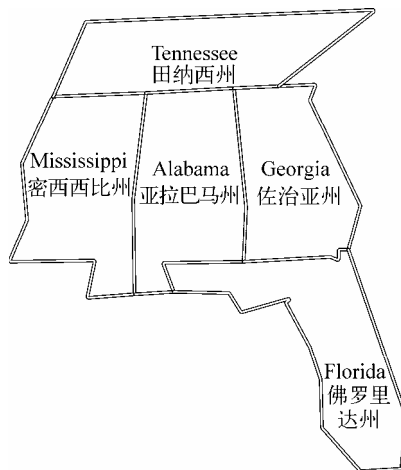 Tennessee
田纳西州
Mississippi
密西西比州
Alabama
亚拉巴马州
Georgia
佐治亚州
Florida
佛罗里
达州